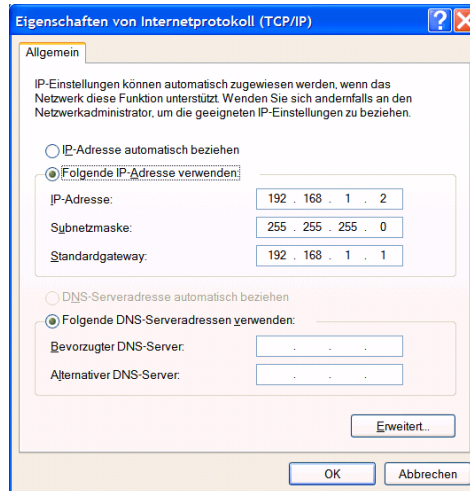 Eigenschaften von Internetprotokoll (TCP/IP)
Allgemein
IP-Einstellungen können automatisch zugewiesen werden, wenn das
Netzwerk diese Funktion unterstützt. Wenden Sie sich andernfalls an den
Netzwerkadministrator, um die geeigneten IP-Einstellungen zu beziehen.
IP-Adresse automatisch beziehen
Folgende IP-Adresse verwenden:
IP-Adresse: 192 . 168 . 1 . 2
Subnetzmaske: 255 . 255 . 255 . 0
Standardgateway: 192 . 168 . 1 . 1
DNS-Serveradresse automatisch beziehen
Folgende DNS-Serveradressen verwenden:
Bevorzugter DNS-Server: . . .
Alternativer DNS-Server: . . .
Erweitert...
OK Abbrechen